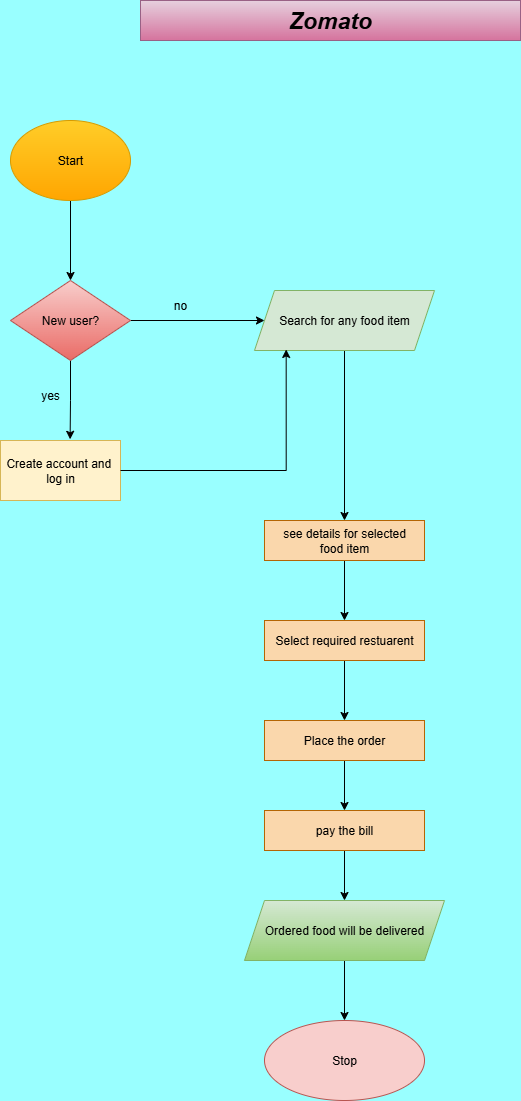 Zomato
Start
New user?
no
Search for any food item
yes
Create account and
log in
see details for selected
food item
Select required restuarent
Place the order
pay the bill
Ordered food will be delivered
Stop